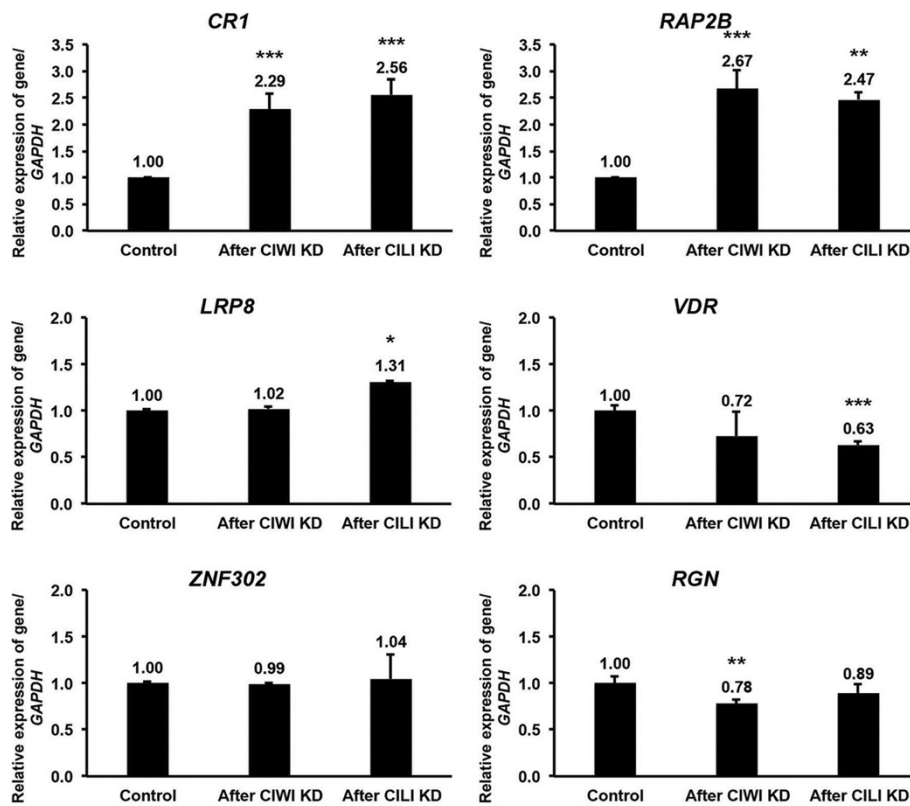 CR1
Relative expression of gene/
GAPDH
3.5
3.0
2.5
2.0
1.5
1.0
0.5
0.0
***
***
1.00
2.29
2.56
Control
After CIWI KD
After CILI KD
RAP2B
Relative expression of gene/
GAPDH
3.5
3.0
2.5
2.0
1.5
1.0
0.5
0.0
***
**
1.00
2.67
2.47
Control
After CIWI KD
After CILI KD
LRP8
Relative expression of gene/
GAPDH
2.0
1.5
1.0
0.5
0.0
*
1.00
1.02
1.31
Control
After CIWI KD
After CILI KD
VDR
Relative expression of gene/
GAPDH
2.0
1.5
1.0
0.5
0.0
***
1.00
0.72
0.63
Control
After CIWI KD
After CILI KD
ZNF302
Relative expression of gene/
GAPDH
2.0
1.5
1.0
0.5
0.0
1.00
0.99
1.04
Control
After CIWI KD
After CILI KD
RGN
Relative expression of gene/
GAPDH
2.0
1.5
1.0
0.5
0.0
**
1.00
0.78
0.89
Control
After CIWI KD
After CILI KD